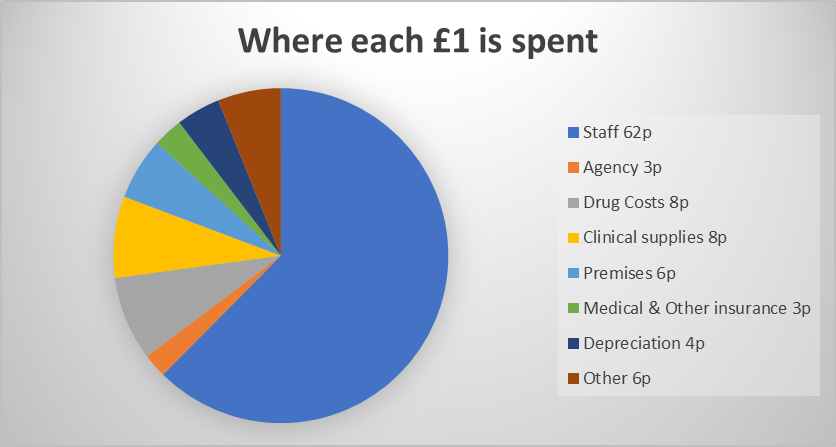 Where each £1 is spent
Staff 62p
Agency 3p
Drug Costs 8p
Clinical supplies 8p
Premises 6p
Medical & Other insurance 3p
Depreciation 4p
Other 6p